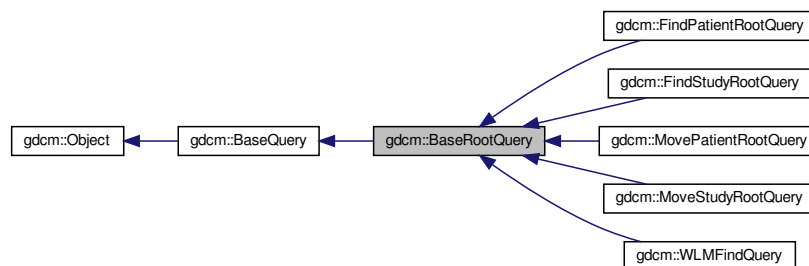 gdcm::FindPatientRootQuery
gdcm::FindStudyRootQuery
gdcm::Object
gdcm::BaseQuery
gdcm::BaseRootQuery
gdcm::MovePatientRootQuery
gdcm::MoveStudyRootQuery
gdcm::WLMFindQuery